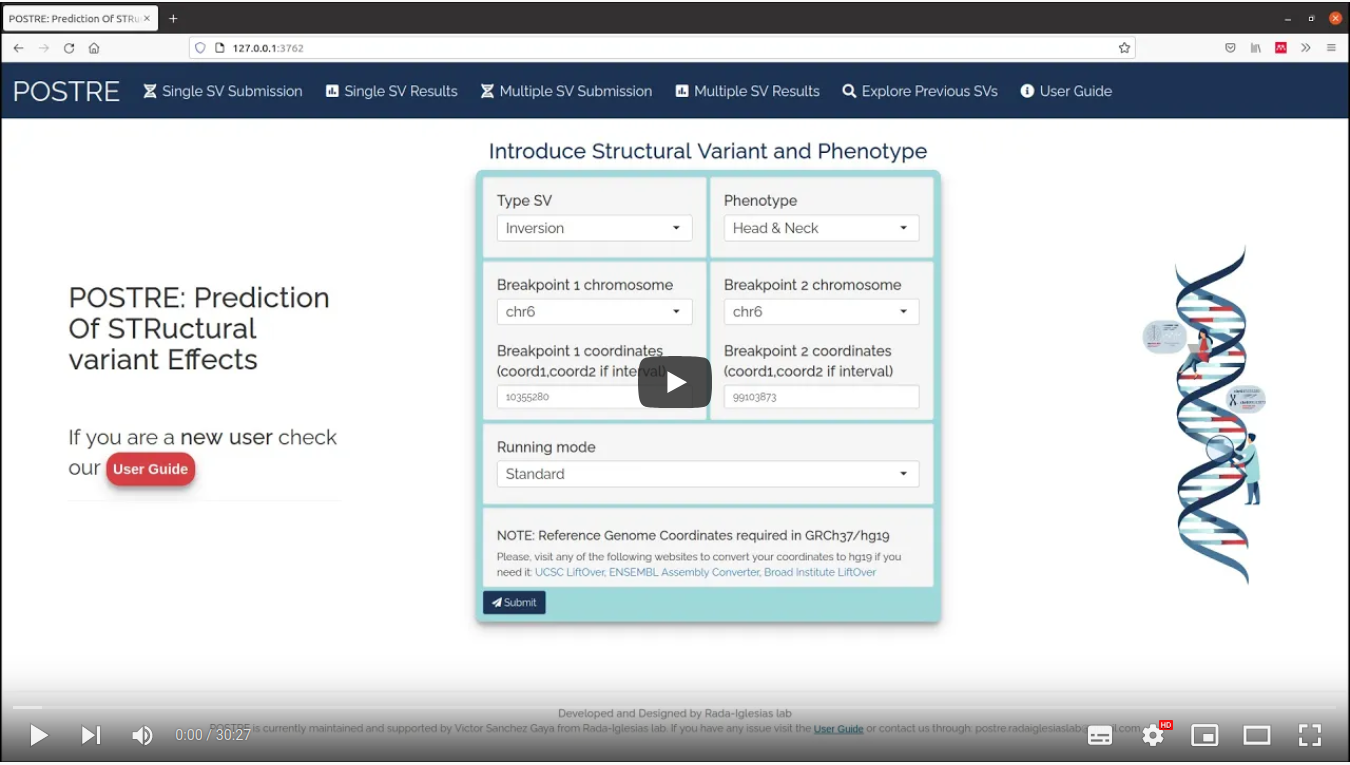 POSTRE: Prediction Of STRu
127.0.0.1:3762
POSTRE Single SV Submission Single SV Results Multiple SV Submission Multiple SV Results Explore Previous SVs User Guide
Introduce Structural Variant and Phenotype
Type SV
Inversion
Phenotype
Head & Neck
Breakpoint 1 chromosome
chr6
Breakpoint 2 chromosome
chr6
Breakpoint 1 coordinates
(coord1,coord2 if interval)
10355280
Breakpoint 2 coordinates
(coord1,coord2 if interval)
99103873
Running mode
Standard
NOTE: Reference Genome Coordinates required in GRCh37/hg19
Please, visit any of the following websites to convert your coordinates to hg19 if you
need it: UCSC LiftOver, ENSEMBL Assembly Converter, Broad Institute LiftOver
Submit
POSTRE: Prediction
Of STRuctural
variant Effects
If you are a new user check
our User Guide
Developed and Designed by Rada-Iglesias lab
POSTRE is currently maintained and supported by Victor Sanchez Gaya from Rada-Iglesias lab. If you have any issue visit the User Guide or contact us through: postre.radaiglesiaslab
0:00 / 30:27
HD